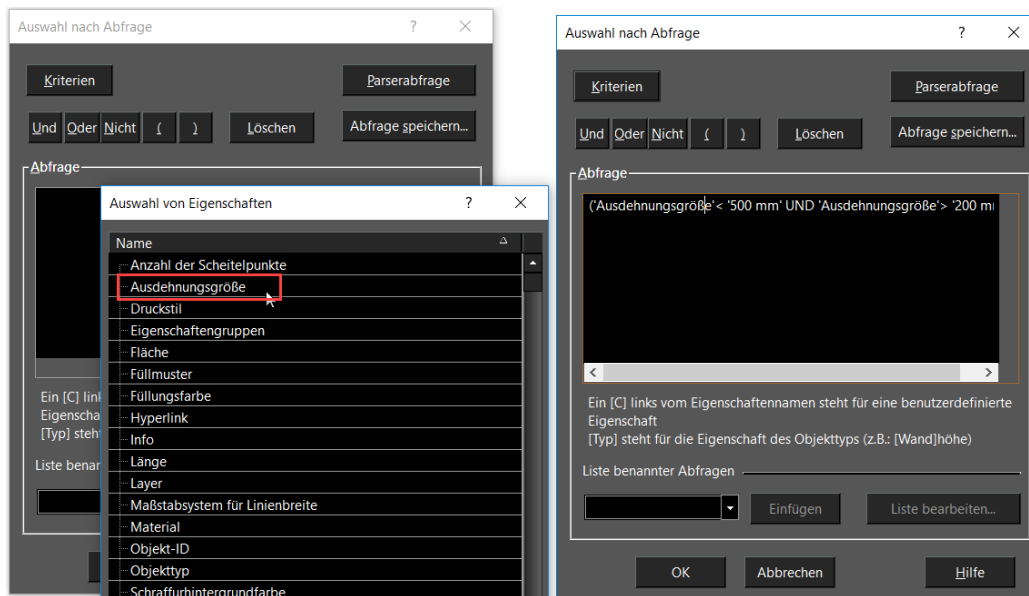 Auswahl nach Abfrage ?
Kriterien
Parserabfrage
Und Oder Nicht ( )
Löschen
Abfrage speichern...
Abfrage
Ein [C] lin
Eigenscha
[Typ] steh
Liste benan
Auswahl von Eigenschaften ?
Name
Anzahl der Scheitelpunkte
Ausdehnungsgröße
Druckstil
Eigenschaftengruppen
Fläche
Füllmuster
Füllungsfarbe
Hyperlink
Info
Länge
Layer
Maßstabsystem für Linienbreite
Material
Objekt-ID
Objekttyp
Schraffurhintergrundfarbe
Auswahl nach Abfrage ?
Kriterien
Parserabfrage
Und Oder Nicht ( )
Löschen
Abfrage speichern...
Abfrage
('Ausdehnungsgröße'< '500 mm' UND 'Ausdehnungsgröße'> '200 m
Ein [C] links vom Eigenschaftennamen steht für eine benutzerdefinierte
Eigenschaft
[Typ] steht für die Eigenschaft des Objekttyps (z.B.: [Wand]höhe)
Liste benannter Abfragen
Einfügen
Liste bearbeiten...
OK
Abbrechen
Hilfe